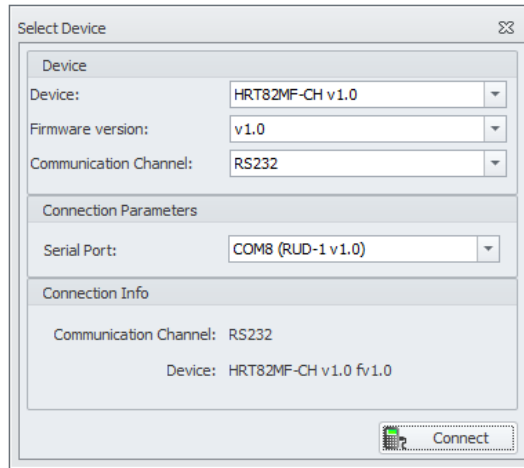 Select Device
Device
Device: HRT82MF-CH v1.0
Firmware version: v1.0
Communication Channel: RS232
Connection Parameters
Serial Port: COM8 (RUD-1 v1.0)
Connection Info
Communication Channel: RS232
Device: HRT82MF-CH v1.0 fv1.0
Connect